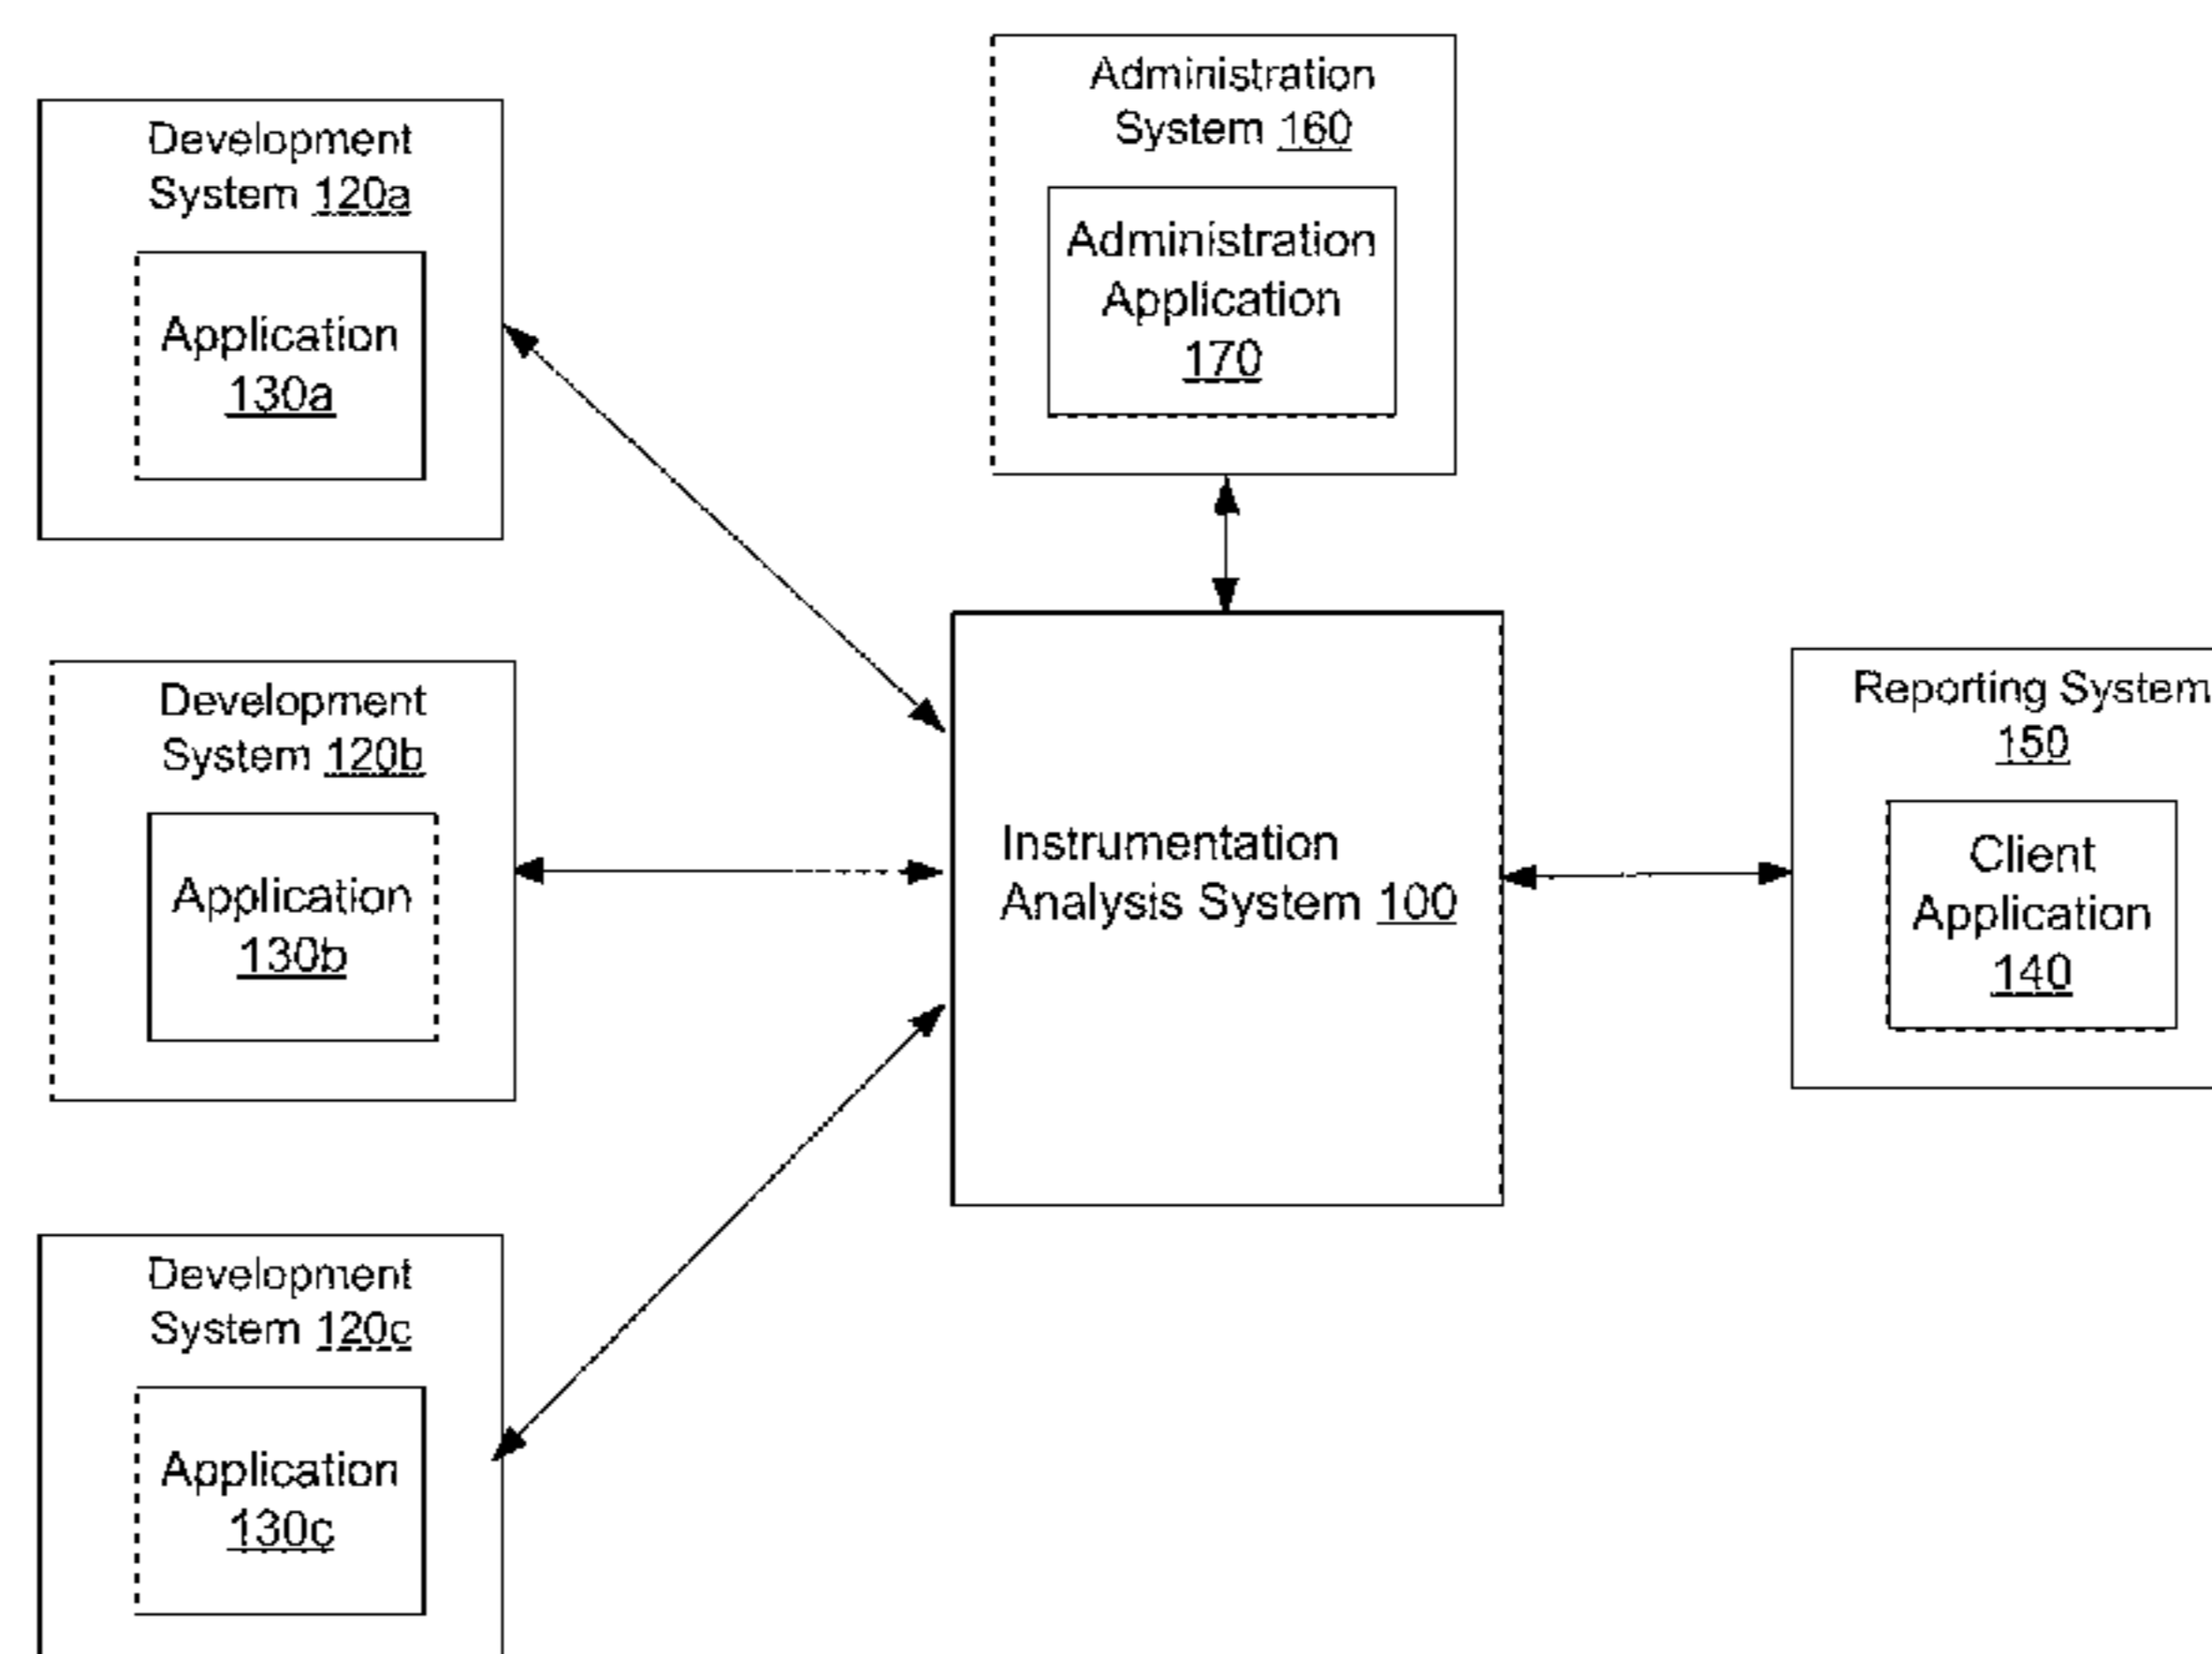 Development
System 120a
Application
130a
Administration
System 160
Administration
Application
170
Development
System 120b
Application
130b
Instrumentation
Analysis System 100
Reporting System
150
Client
Application
140
Development
System 120c
Application
130c